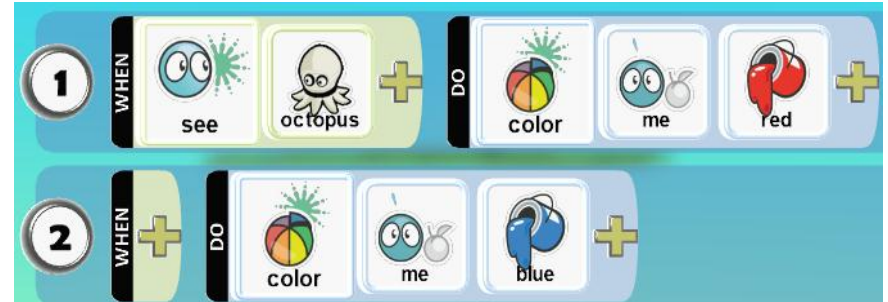 1 WHEN see octopus DO color me red
2 WHEN DO color me blue